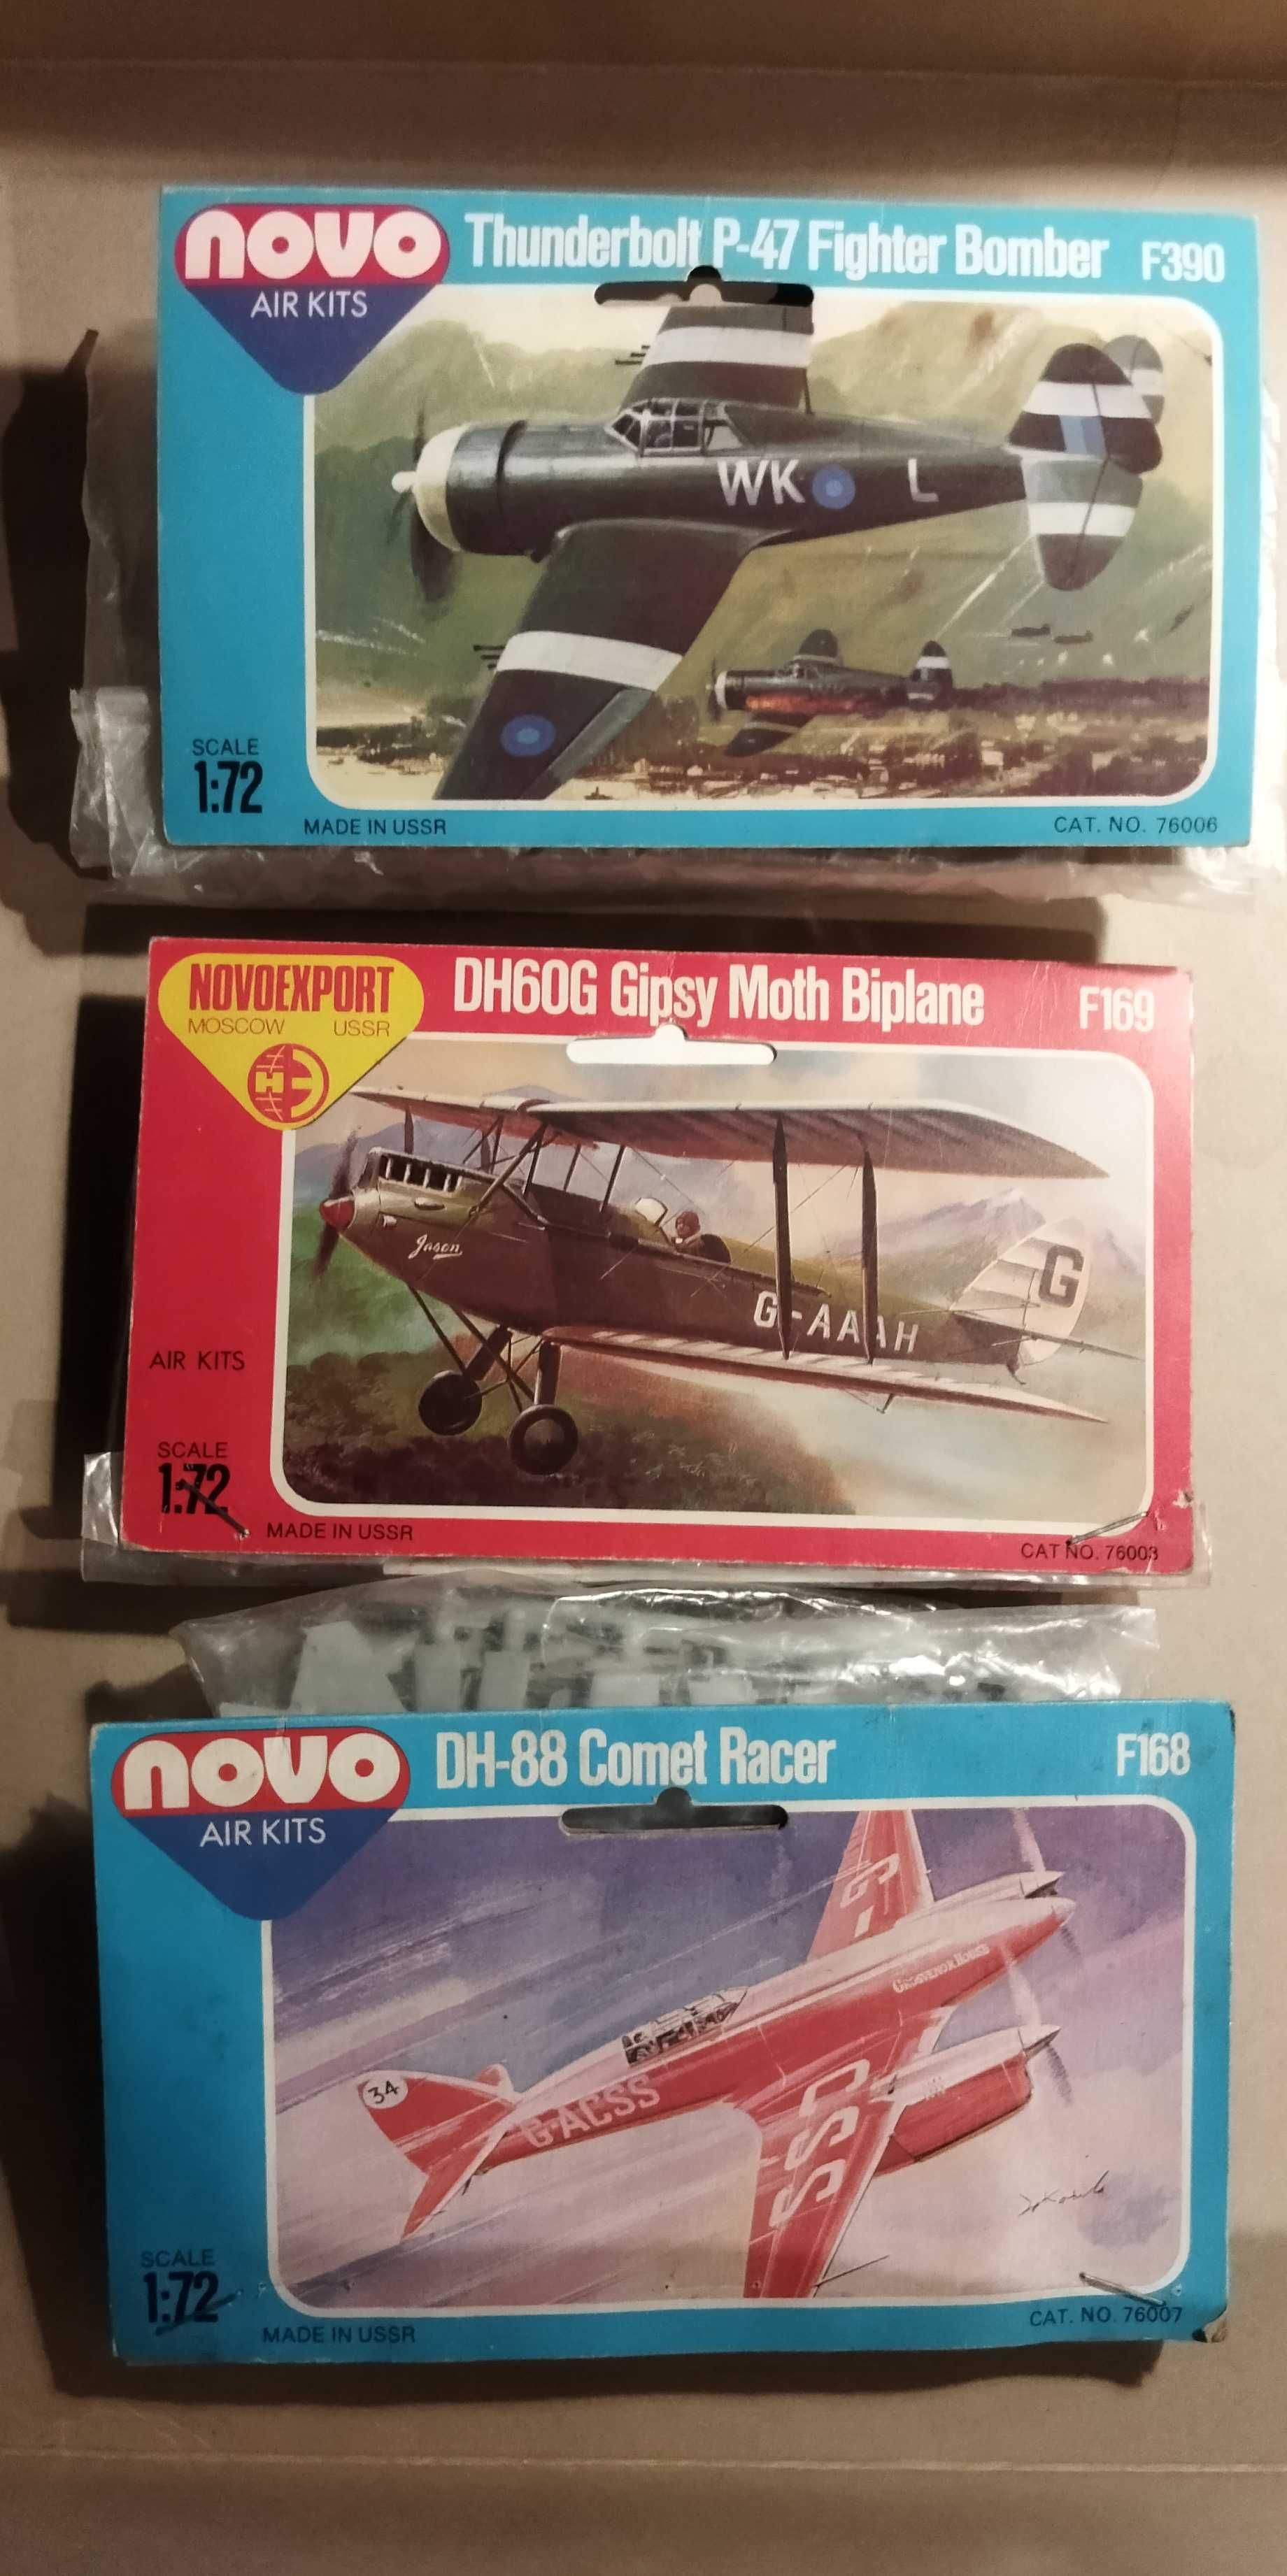 novo
AIR KITS
Thunderbolt P-47 Fighter Bomber F390
WK L
SCALE
1:72
MADE IN USSR
CAT. NO. 76006
NOVOEXPORT
MOSCOW USSR
DH60G Gipsy Moth Biplane F169
Jason
G
G-AAAH
AIR KITS
SCALE
1:72
MADE IN USSR
CAT NO. 76003
novo
AIR KITS
DH-88 Comet Racer F168
G-
GROSVENOR HOUSE
34
G-ACSS
CSS
SCALE
1:72
MADE IN USSR
CAT. NO. 76007